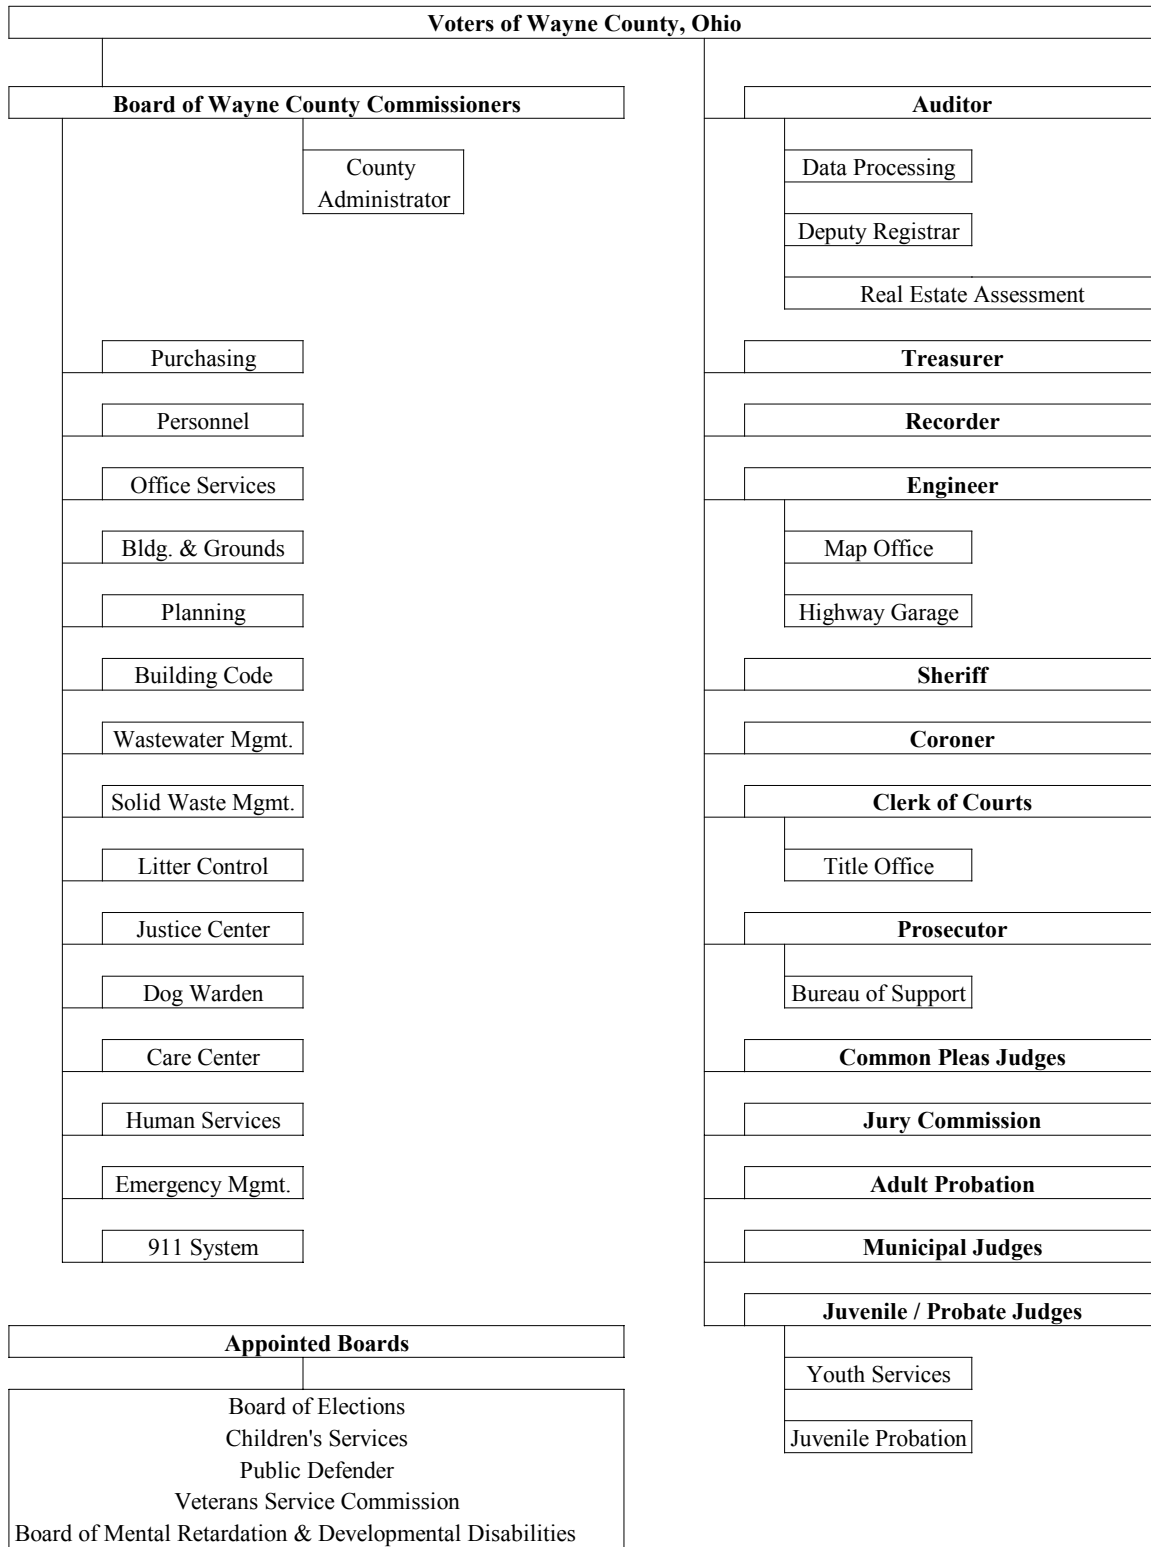 Voters of Wayne County, Ohio
Board of Wayne County Commissioners
County
Administrator
Purchasing
Personnel
Office Services
Bldg. & Grounds
Planning
Building Code
Wastewater Mgmt.
Solid Waste Mgmt.
Litter Control
Justice Center
Dog Warden
Care Center
Human Services
Emergency Mgmt.
911 System
Appointed Boards
Board of Elections
Children's Services
Public Defender
Veterans Service Commission
Board of Mental Retardation & Developmental Disabilities
Auditor
Data Processing
Deputy Registrar
Real Estate Assessment
Treasurer
Recorder
Engineer
Map Office
Highway Garage
Sheriff
Coroner
Clerk of Courts
Title Office
Prosecutor
Bureau of Support
Common Pleas Judges
Jury Commission
Adult Probation
Municipal Judges
Juvenile / Probate Judges
Youth Services
Juvenile Probation